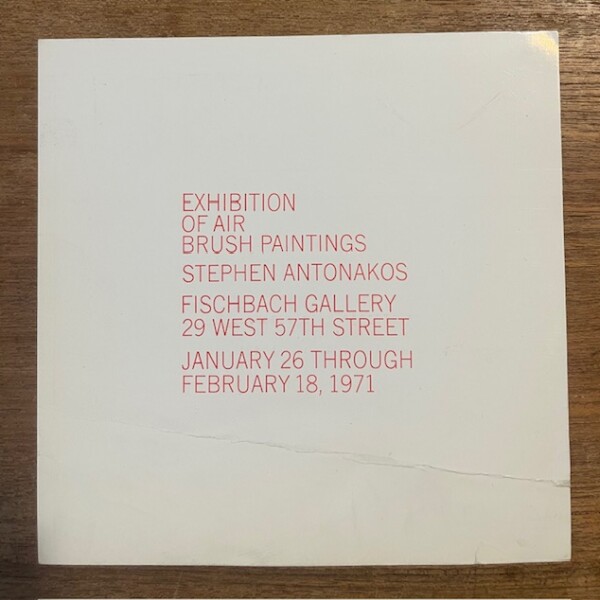 EXHIBITION
OF AIR
BRUSH PAINTINGS
STEPHEN ANTONAKOS
FISCHBACH GALLERY
29 WEST 57TH STREET
JANUARY 26 THROUGH
FEBRUARY 18, 1971